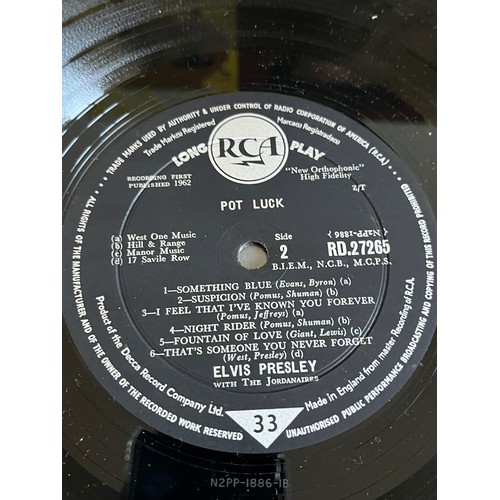 TRADE MARKS USED BY AUTHORITY & UNDER CONTROL OF RADIO CORPORATION OF AMERICA (R.C.A.)
Trade Marks Registered
Marcas Registradas
LONG RCA PLAY
RECORDING FIRST
PUBLISHED 1962
"New Orthophonic"
High Fidelity
Z/T
POT LUCK
(a) West One Music
(b) Hill & Range
(c) Manor Music
(d) 17 Savile Row
Side
2
(N2PP-1886)
RD.27265
B.I.E.M., N.C.B., M.C.P.S.
1—SOMETHING BLUE (Evans, Byron) (a)
2—SUSPICION (Pomus, Shuman) (b)
3—I FEEL THAT I'VE KNOWN YOU FOREVER
(Pomus, Jeffreys) (a)
4—NIGHT RIDER (Pomus, Shuman) (b)
5—FOUNTAIN OF LOVE (Giant, Lewis) (c)
6—THAT'S SOMEONE YOU NEVER FORGET
(West, Presley) (d)
ELVIS PRESLEY
WITH THE JORDANAIRES
Product of the Decca Record Company Ltd.
33
Made in England from master Recording of RCA.
ALL RIGHTS OF THE MANUFACTURER AND OF THE OWNER OF THE RECORDED WORK RESERVED
UNAUTHORISED PUBLIC PERFORMANCE BROADCASTING AND COPYING OF THIS RECORD PROHIBITED
N2PP-1886-1B